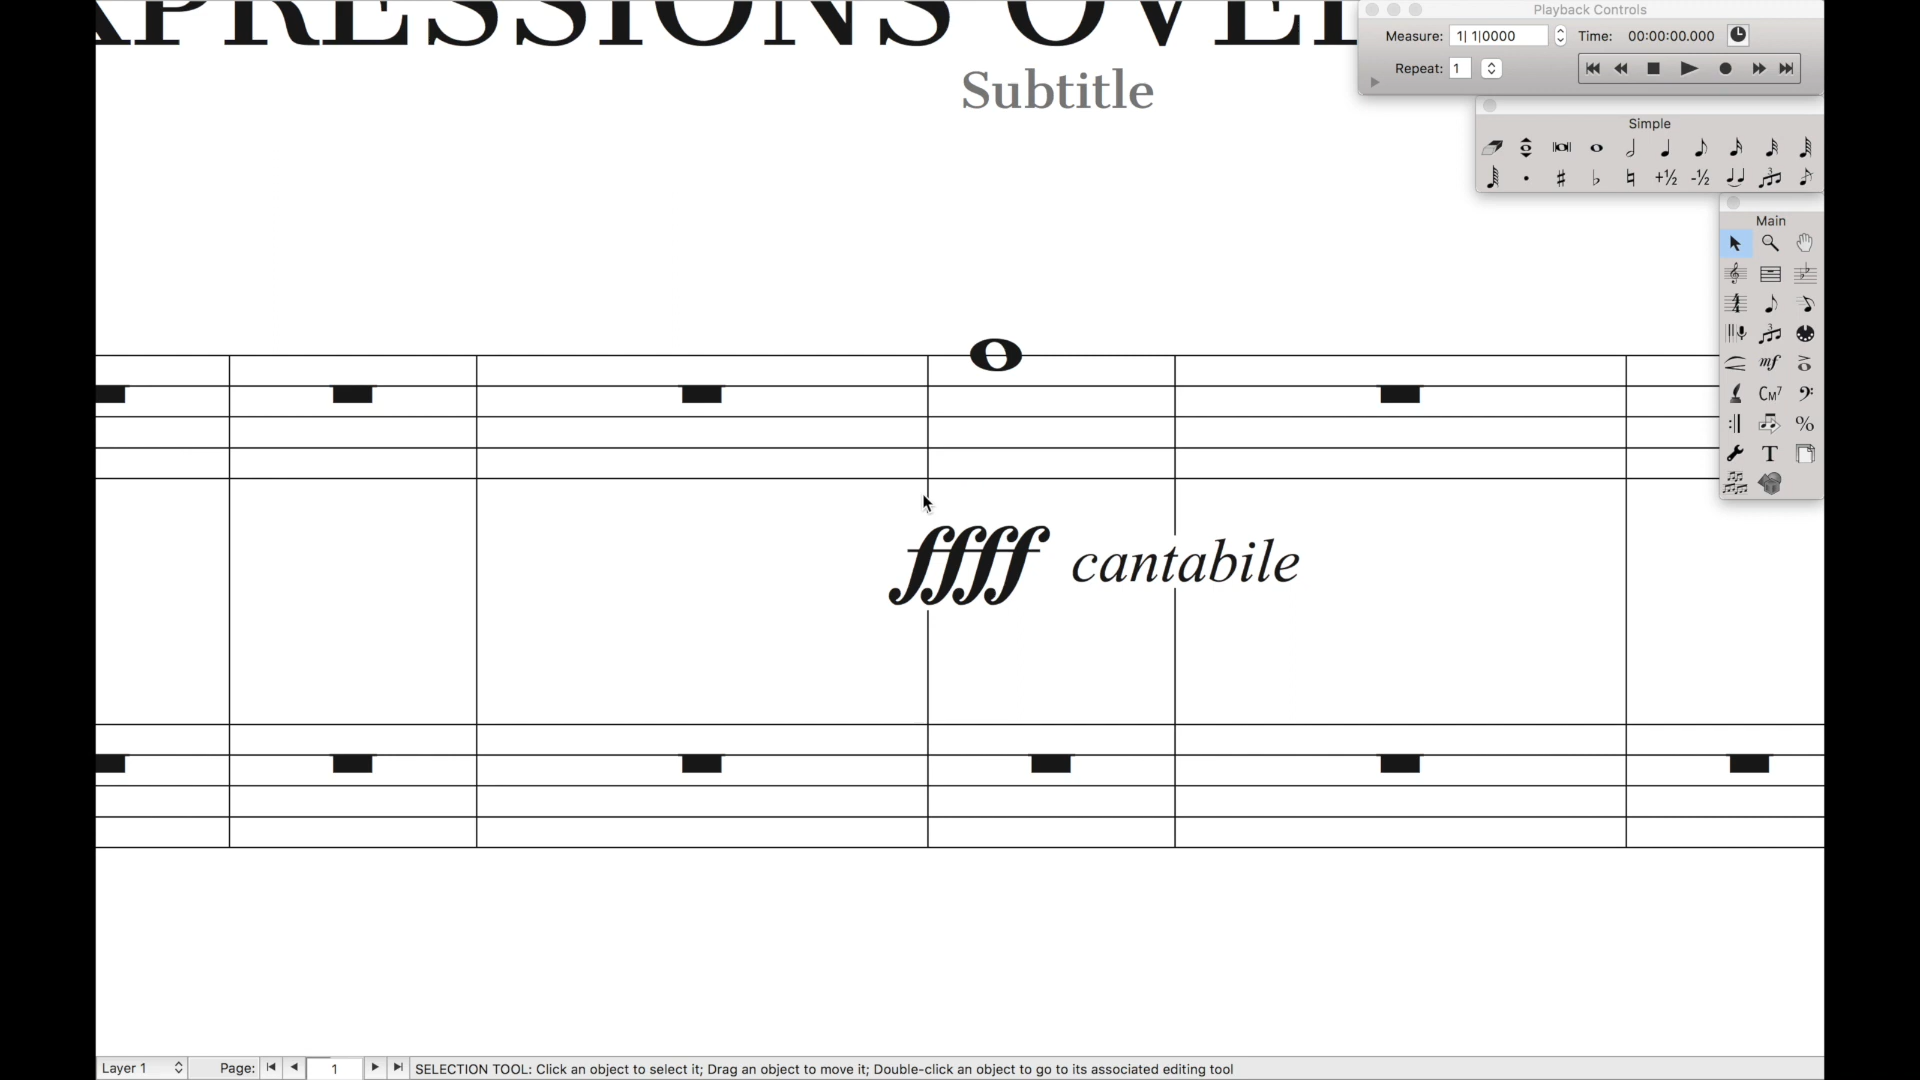 XPRESSIONS OVE
Subtitle
Playback Controls
Measure: 1| 1|0000 Time: 00:00:00.000
Repeat: 1
Simple
+½ -½
Main
mf
CM7
%
T
ffff cantabile
Layer 1 Page: 1 SELECTION TOOL: Click an object to select it; Drag an object to move it; Double-click an object to go to its associated editing tool